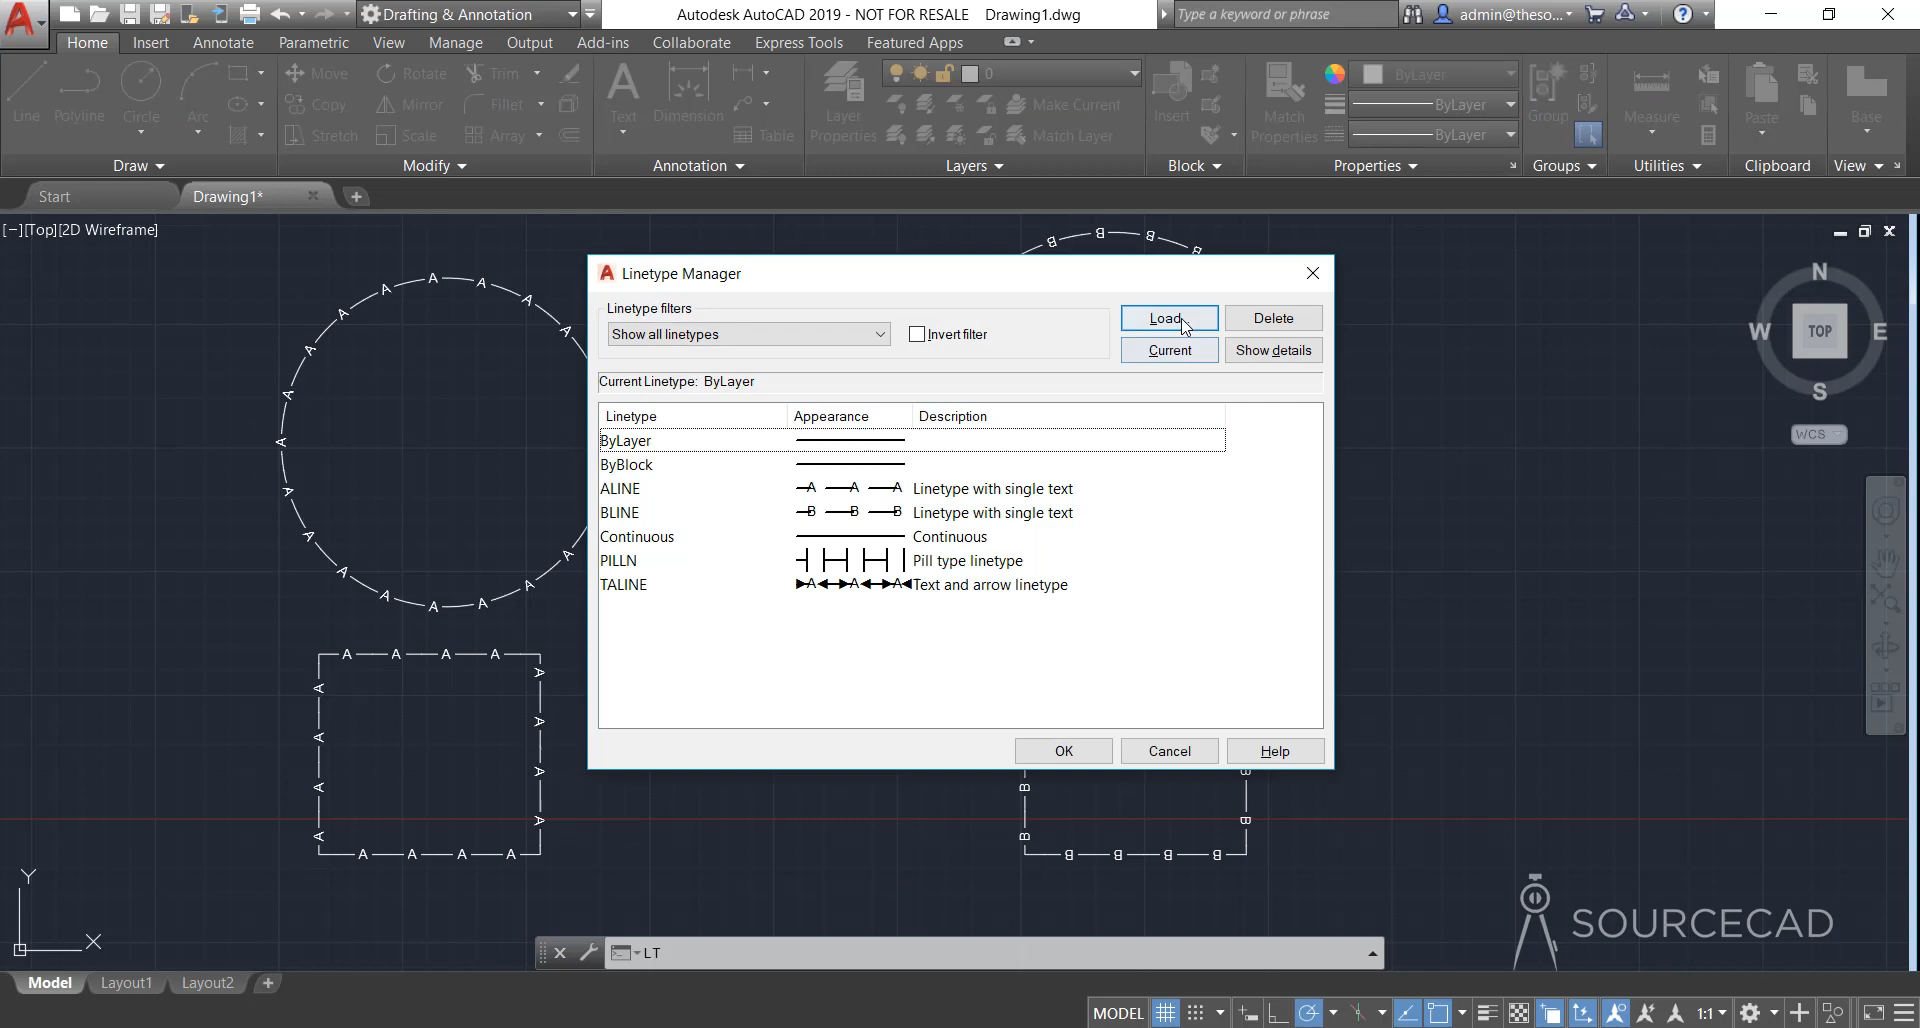 Drafting & Annotation
Autodesk AutoCAD 2019 - NOT FOR RESALE Drawing1.dwg
Type a keyword or phrase
admin@theso...
Home Insert Annotate Parametric View Manage Output Add-ins Collaborate Express Tools Featured Apps
Line Polyline Circle Arc
Move Rotate Trim
Copy Mirror Fillet
Stretch Scale Array
Text Dimension Table
Layer Properties
0
Make Current
Match Layer
Insert
Match Properties
ByLayer
ByLayer
ByLayer
Group
Measure
Paste
Base
Draw Modify Annotation Layers Block Properties Groups Utilities Clipboard View
Start Drawing1*
[−][Top][2D Wireframe]
A A A A A A A A A A A A A A A A A A A A
B B B B
N
W TOP E
S
WCS
Linetype Manager
Linetype filters
Show all linetypes
Invert filter
Load... Delete
Current Show details
Current Linetype: ByLayer
Linetype Appearance Description
ByLayer
ByBlock
ALINE A A A Linetype with single text
BLINE B B B Linetype with single text
Continuous Continuous
PILLN Pill type linetype
TALINE A A A Text and arrow linetype
OK Cancel Help
A A A A
A A A A
A A A A
A A A A
B B
B B
B B B B
Y
X
SOURCECAD
LT
Model Layout1 Layout2
MODEL 1:1